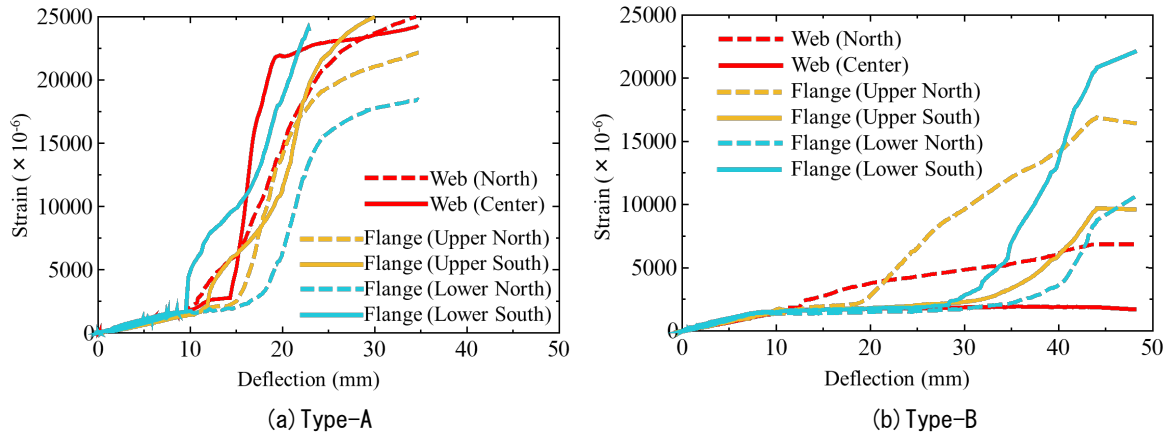 25000
20000
15000
10000
5000
0
Strain ( × 10⁻⁶)
Web (North)
Web (Center)
Flange (Upper North)
Flange (Upper South)
Flange (Lower North)
Flange (Lower South)
0 10 20 30 40 50
Deflection (mm)
(a) Type-A
25000
20000
15000
10000
5000
0
Strain ( × 10⁻⁶)
Web (North)
Web (Center)
Flange (Upper North)
Flange (Upper South)
Flange (Lower North)
Flange (Lower South)
0 10 20 30 40 50
Deflection (mm)
(b) Type-B